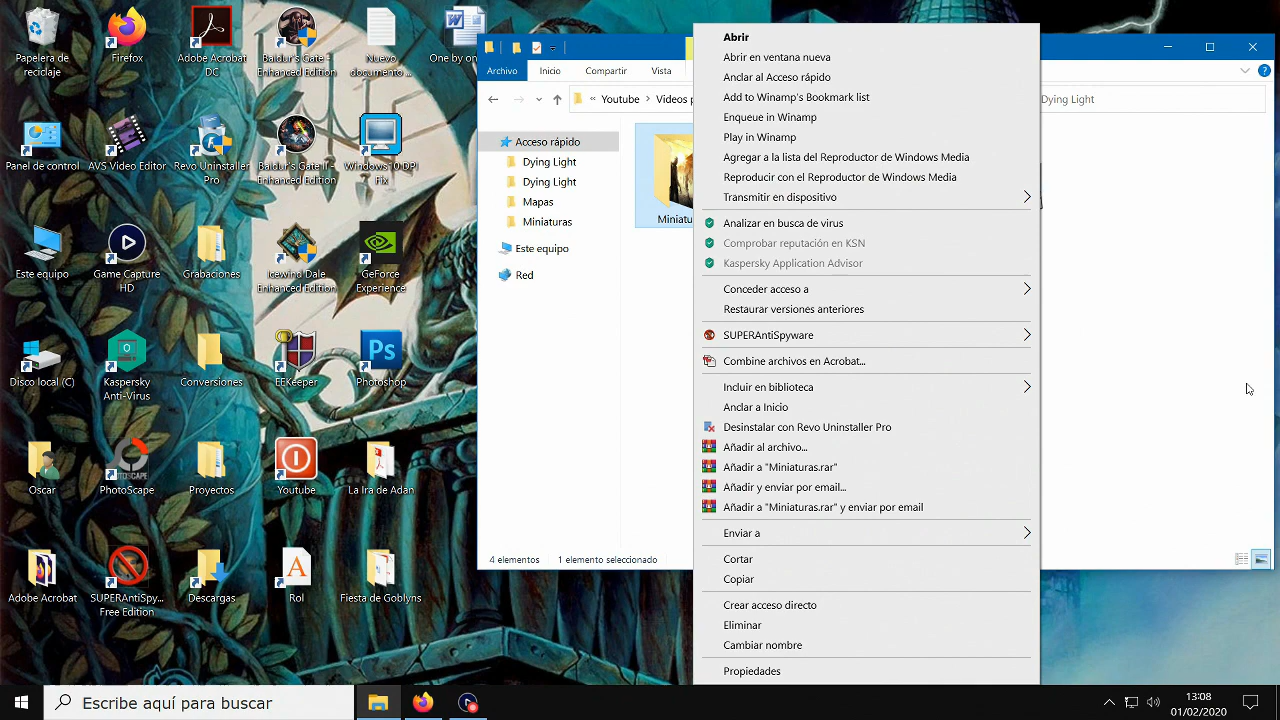 Papelera de
reciclaje
Firefox
Adobe Acrobat
DC
Baldur's Gate -
Enhanced Edition
Nuevo
documento ...
One by on
Panel de control
AVS Video Editor
Revo Uninstaller
Pro
Baldur's Gate II -
Enhanced Edition
Windows 10 DPI
Fix
Este equipo
Game Capture
HD
Grabaciones
Icewind Dale
Enhanced Edition
GeForce
Experience
Disco local (C)
Kaspersky
Anti-Virus
Conversiones
EEKeeper
Ps
Photoshop
Oscar
PHOTOSCAPE
PhotoScape
Proyectos
Youtube
La Ira de Adan
Adobe Acrobat
SUPERAntiSpy...
Free Edition
Descargas
A
Rol
Fiesta de Goblyns
Archivo
Inicio
Compartir
Vista
« Youtube > Videos p
Dying Light
Acceso rápido
Dying Light
Dying Light
Mapas
Miniaturas
Este equipo
Red
Miniatu
4 elementos
1 elemento seleccionado
Abrir
Abrir en ventana nueva
Anclar al Acceso rápido
Add to Winamp's Bookmark list
Enqueue in Winamp
Play in Winamp
Agregar a la lista del Reproductor de Windows Media
Reproducir con el Reproductor de Windows Media
Transmitir en dispositivo
Analizar en busca de virus
Comprobar reputación en KSN
Kaspersky Application Advisor
Conceder acceso a
Restaurar versiones anteriores
SUPERAntiSpyware
Combine archivos en Acrobat...
Incluir en biblioteca
Anclar a Inicio
Desinstalar con Revo Uninstaller Pro
Añadir al archivo...
Añadir a "Miniaturas.rar"
Añadir y enviar por email...
Añadir a "Miniaturas.rar" y enviar por email
Enviar a
Cortar
Copiar
Crear acceso directo
Eliminar
Cambiar nombre
Propiedades
Escribe aquí para buscar
13:08
01/02/2020